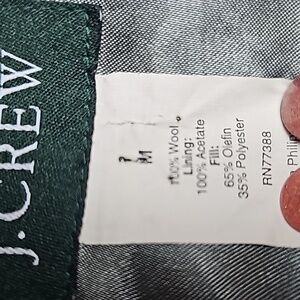 J.CREW
M
100% Wool
Lining:
100% Acetate
Fill:
65% Olefin
35% Polyester
RN77388